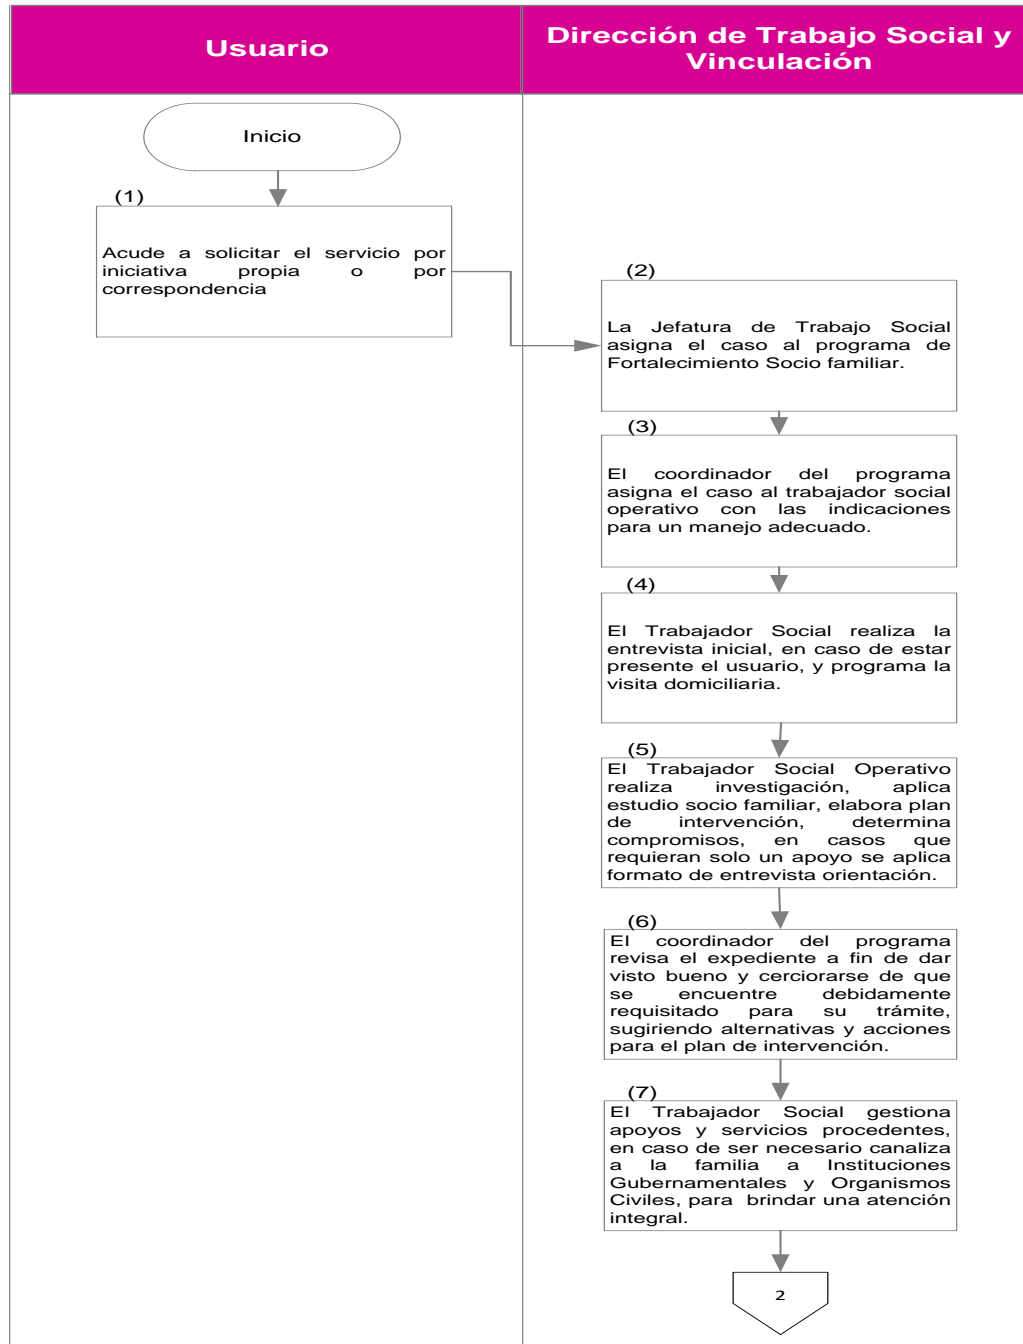 Usuario
Dirección de Trabajo Social y
Vinculación
Inicio
(1)
Acude a solicitar el servicio por
iniciativa propia o por
correspondencia
(2)
La Jefatura de Trabajo Social
asigna el caso al programa de
Fortalecimiento Socio familiar.
(3)
El coordinador del programa
asigna el caso al trabajador social
operativo con las indicaciones
para un manejo adecuado.
(4)
El Trabajador Social realiza la
entrevista inicial, en caso de estar
presente el usuario, y programa la
visita domiciliaria.
(5)
El Trabajador Social Operativo
realiza investigación, aplica
estudio socio familiar, elabora plan
de intervención, determina
compromisos, en casos que
requieran solo un apoyo se aplica
formato de entrevista orientación.
(6)
El coordinador del programa
revisa el expediente a fin de dar
visto bueno y cerciorarse de que
se encuentre debidamente
requisitado para su trámite,
sugiriendo alternativas y acciones
para el plan de intervención.
(7)
El Trabajador Social gestiona
apoyos y servicios procedentes,
en caso de ser necesario canaliza
a la familia a Instituciones
Gubernamentales y Organismos
Civiles, para brindar una atención
integral.
2